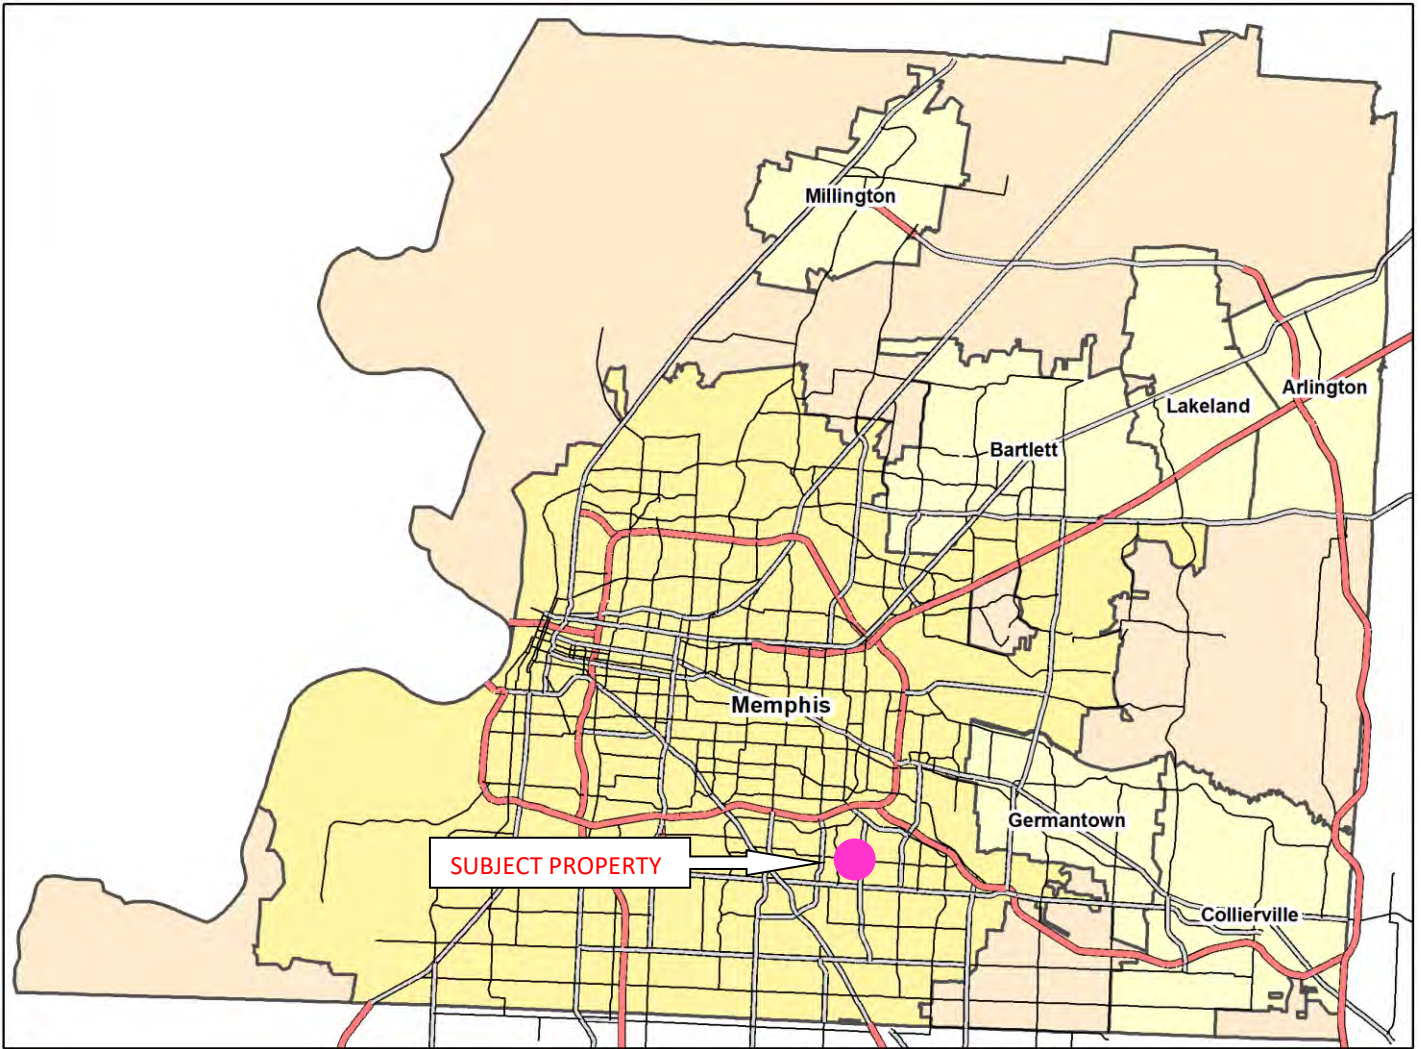 Millington
Arlington
Lakeland
Bartlett
Memphis
Germantown
SUBJECT PROPERTY
Collierville